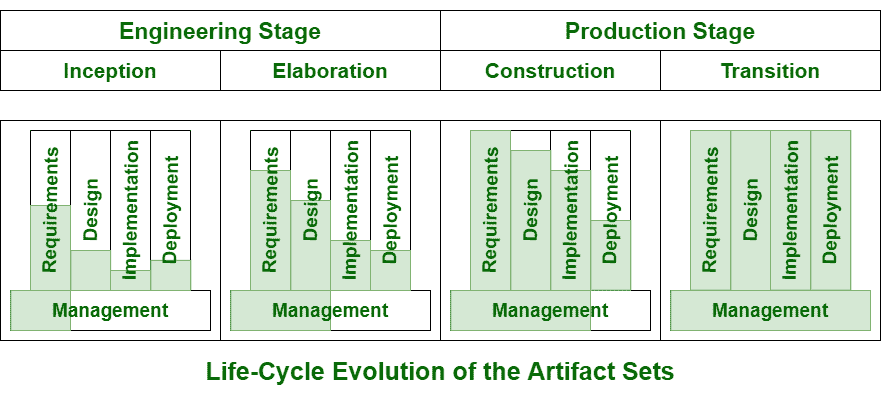 Engineering Stage
Production Stage
Inception
Elaboration
Construction
Transition
Requirements
Design
Implementation
Deployment
Management
Requirements
Design
Implementation
Deployment
Management
Requirements
Design
Implementation
Deployment
Management
Requirements
Design
Implementation
Deployment
Management
Life-Cycle Evolution of the Artifact Sets